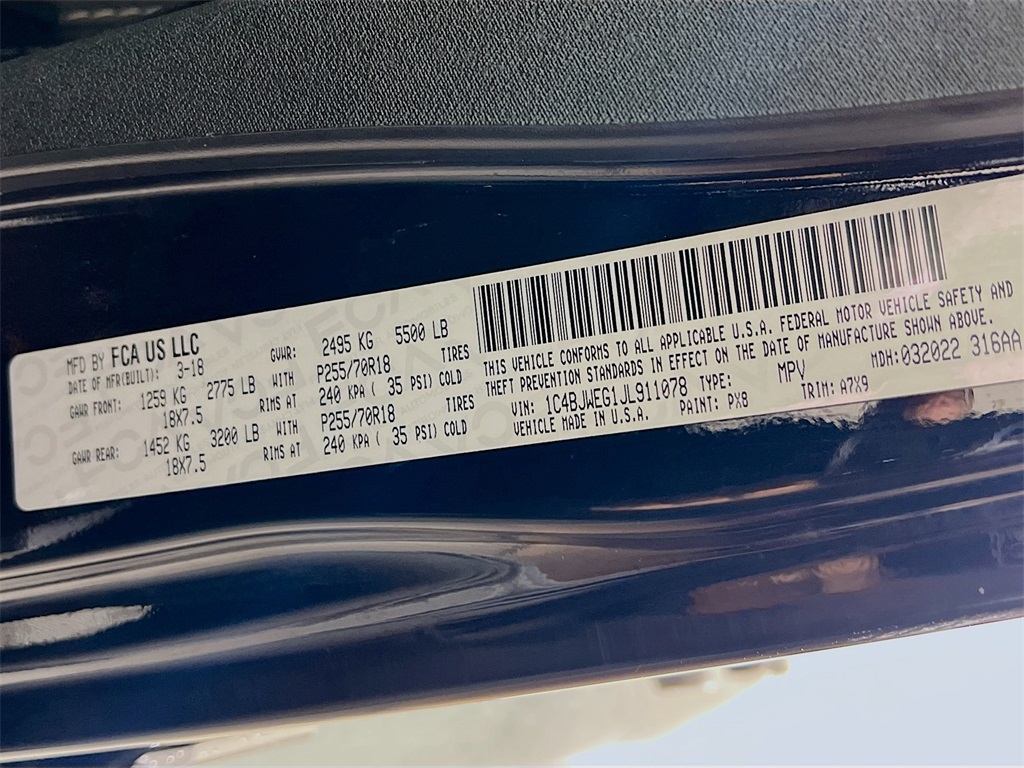 MFD BY FCA US LLC
DATE OF MFR(BUILT): 3-18 GVWR: 2495 KG 5500 LB
GAWR FRONT: 1259 KG 2775 LB WITH P255/70R18 TIRES
18X7.5 RIMS AT 240 KPA ( 35 PSI) COLD
GAWR REAR: 1452 KG 3200 LB WITH P255/70R18 TIRES
18X7.5 RIMS AT 240 KPA ( 35 PSI) COLD
THIS VEHICLE CONFORMS TO ALL APPLICABLE U.S.A. FEDERAL MOTOR VEHICLE SAFETY AND
THEFT PREVENTION STANDARDS IN EFFECT ON THE DATE OF MANUFACTURE SHOWN ABOVE.
VIN: 1C4BJWEG1JL911078 TYPE: MPV MDH:032022 316AA
VEHICLE MADE IN U.S.A. PAINT: PX8 TRIM: A7X9